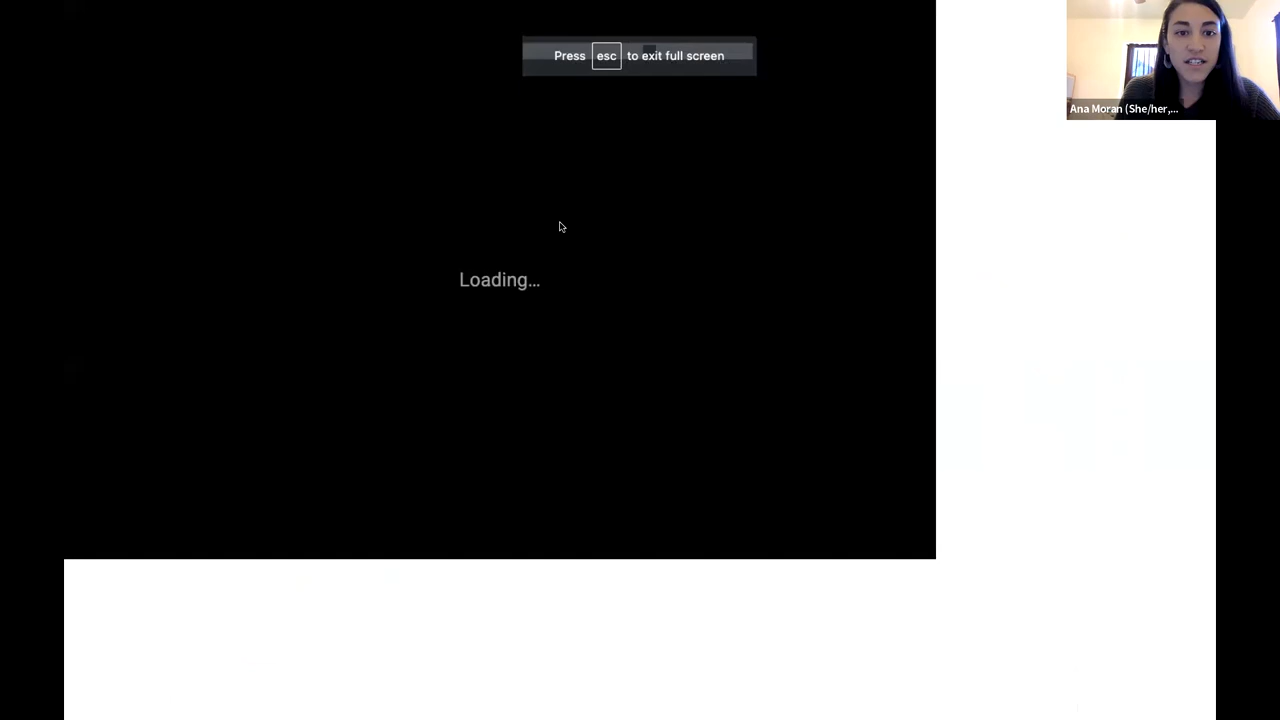 Press esc to exit full screen
Loading...
Ana Moran (She/her,...